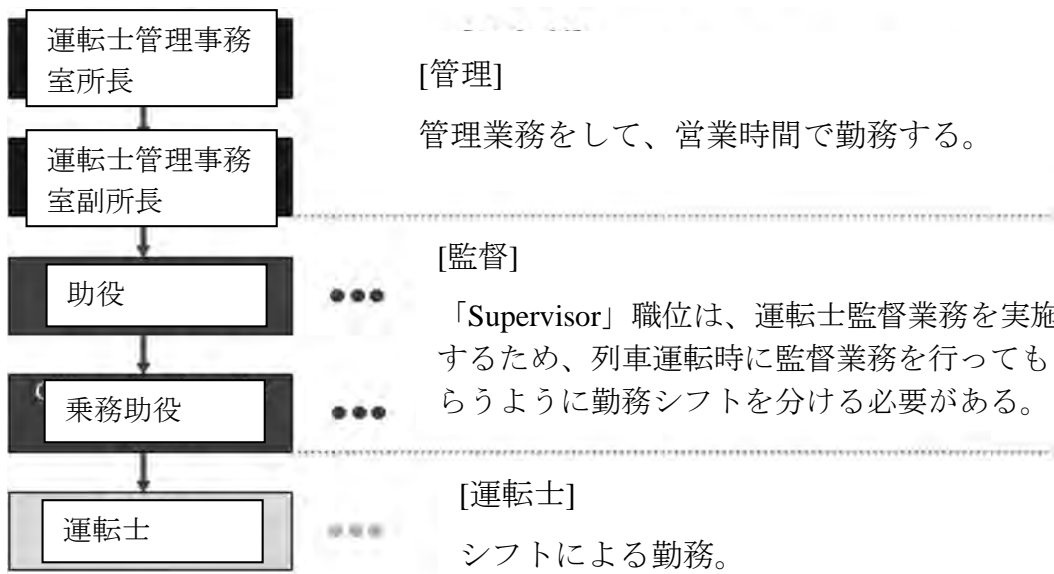 運転士管理事務
室所長
[管理]
管理業務をして、営業時間で勤務する。
運転士管理事務
室副所長
[監督]
助役
「Supervisor」職位は、運転士監督業務を実施
するため、列車運転時に監督業務を行っても
らうように勤務シフトを分ける必要がある。
乗務助役
[運転士]
運転士
シフトによる勤務。